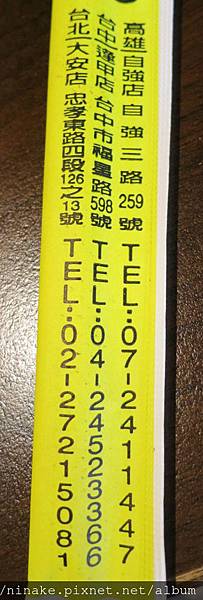 高雄｜自強店 自強三路259號 TEL:07-2411447
台中逢甲店 台中市福星路598號 TEL:04-24523366
台北｜大安店 忠孝東路四段126之13號 TEL:02-27215081
/ninake.pixnet.net/album